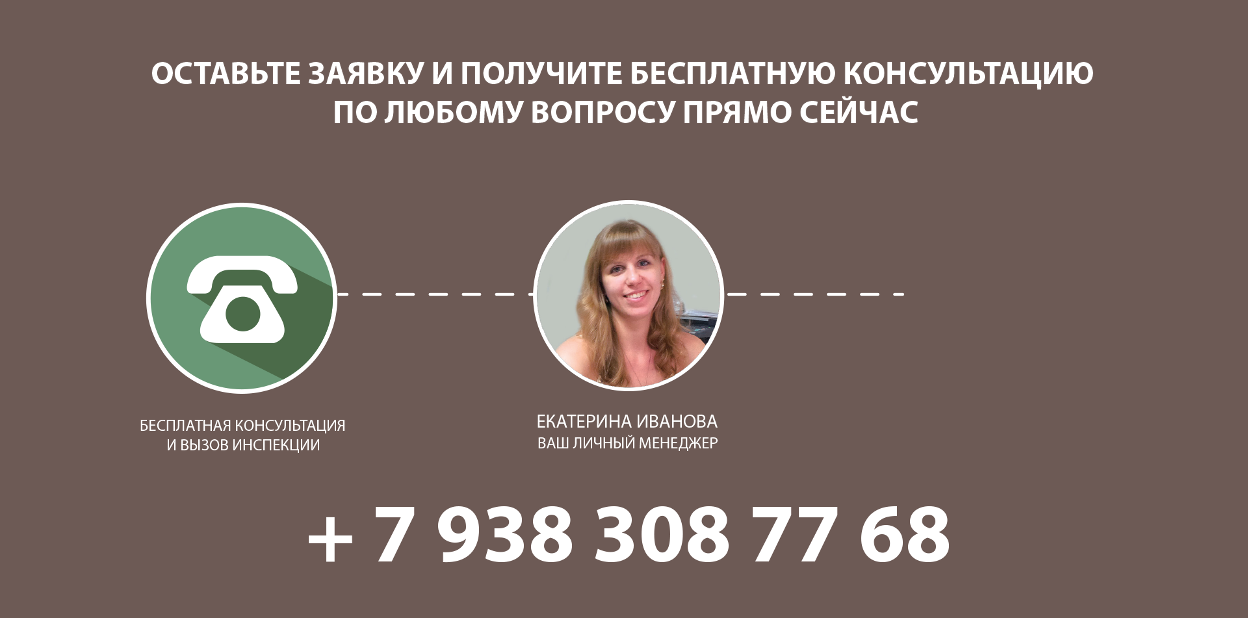 ОСТАВЬТЕ ЗАЯВКУ И ПОЛУЧИТЕ БЕСПЛАТНУЮ КОНСУЛЬТАЦИЮ
ПО ЛЮБОМУ ВОПРОСУ ПРЯМО СЕЙЧАС
БЕСПЛАТНАЯ КОНСУЛЬТАЦИЯ
И ВЫЗОВ ИНСПЕКЦИИ
ЕКАТЕРИНА ИВАНОВА
ВАШ ЛИЧНЫЙ МЕНЕДЖЕР
+ 7 938 308 77 68